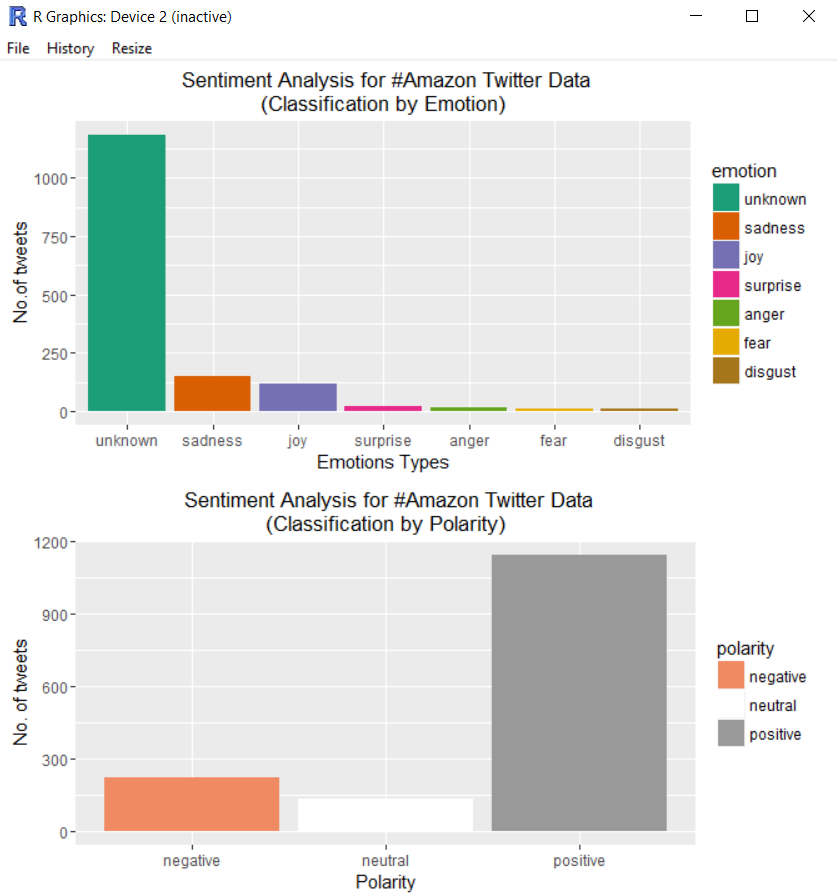 R Graphics: Device 2 (inactive)
File History Resize
Sentiment Analysis for #Amazon Twitter Data
(Classification by Emotion)
No.of tweets
1000
750
500
250
0
unknown sadness joy surprise anger fear disgust
Emotions Types
emotion
unknown
sadness
joy
surprise
anger
fear
disgust
Sentiment Analysis for #Amazon Twitter Data
(Classification by Polarity)
No. of tweets
1200
900
600
300
0
negative neutral positive
Polarity
polarity
negative
neutral
positive